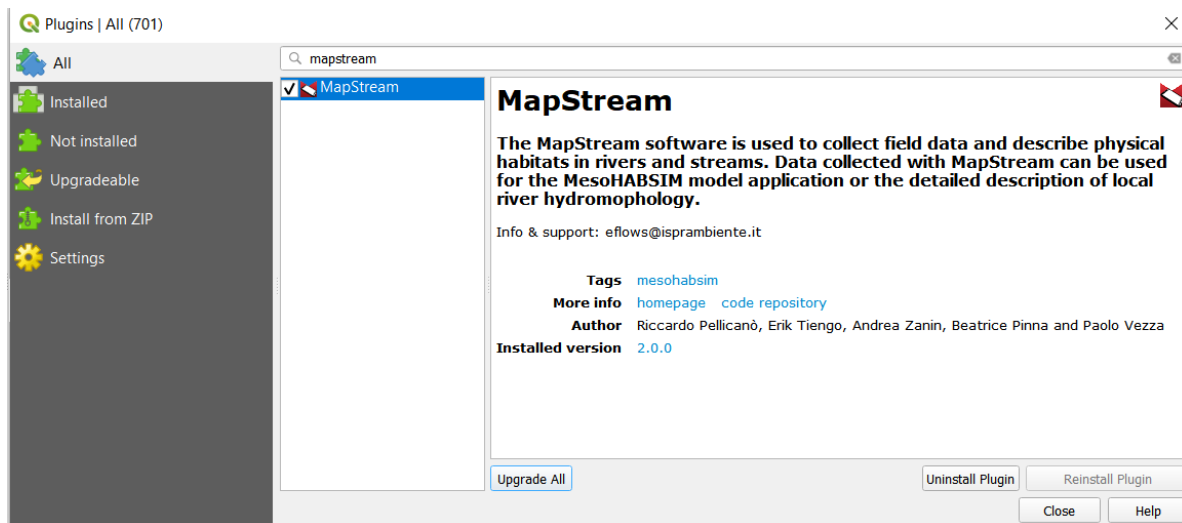 Plugins | All (701)
All
mapstream
Installed
Not installed
Upgradeable
Install from ZIP
Settings
MapStream
MapStream
The MapStream software is used to collect field data and describe physical
habitats in rivers and streams. Data collected with MapStream can be used
for the MesoHABSIM model application or the detailed description of local
river hydromophology.
Info & support: eflows@isprambiente.it
Tags mesohabsim
More info homepage code repository
Author Riccardo Pellicanò, Erik Tiengo, Andrea Zanin, Beatrice Pinna and Paolo Vezza
Installed version 2.0.0
Upgrade All Uninstall Plugin Reinstall Plugin
Close Help